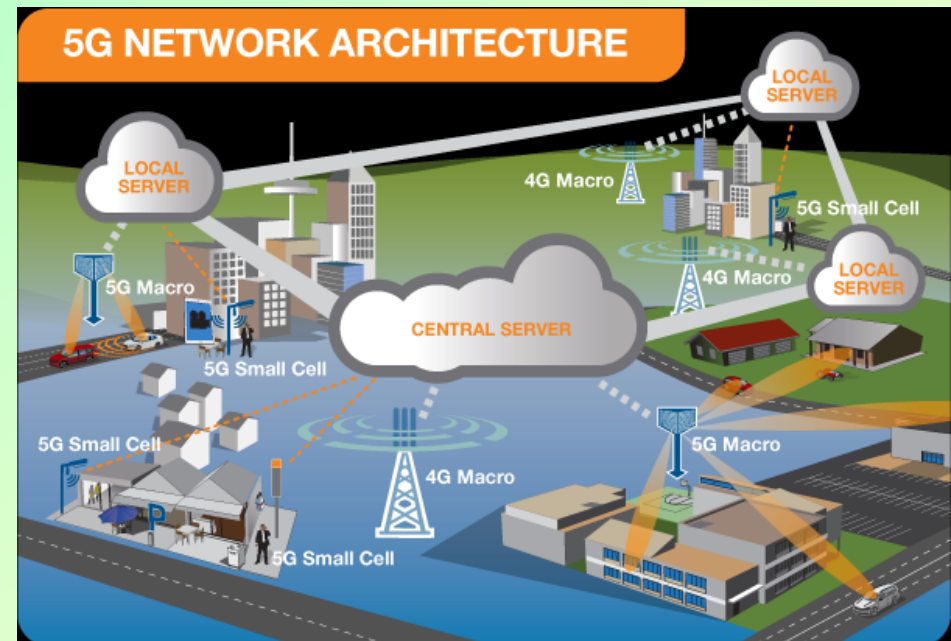 5G NETWORK ARCHITECTURE
LOCAL
SERVER
LOCAL
SERVER
4G Macro
5G Small Cell
4G Macro
LOCAL
SERVER
5G Macro
CENTRAL SERVER
5G Small Cell
5G Small Cell
4G Macro
5G Macro
P
5G Small Cell